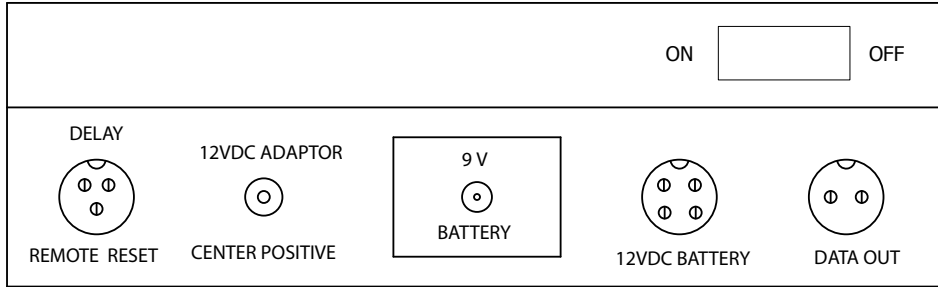 ON OFF
DELAY
REMOTE RESET
12VDC ADAPTOR
CENTER POSITIVE
9 V
BATTERY
12VDC BATTERY
DATA OUT